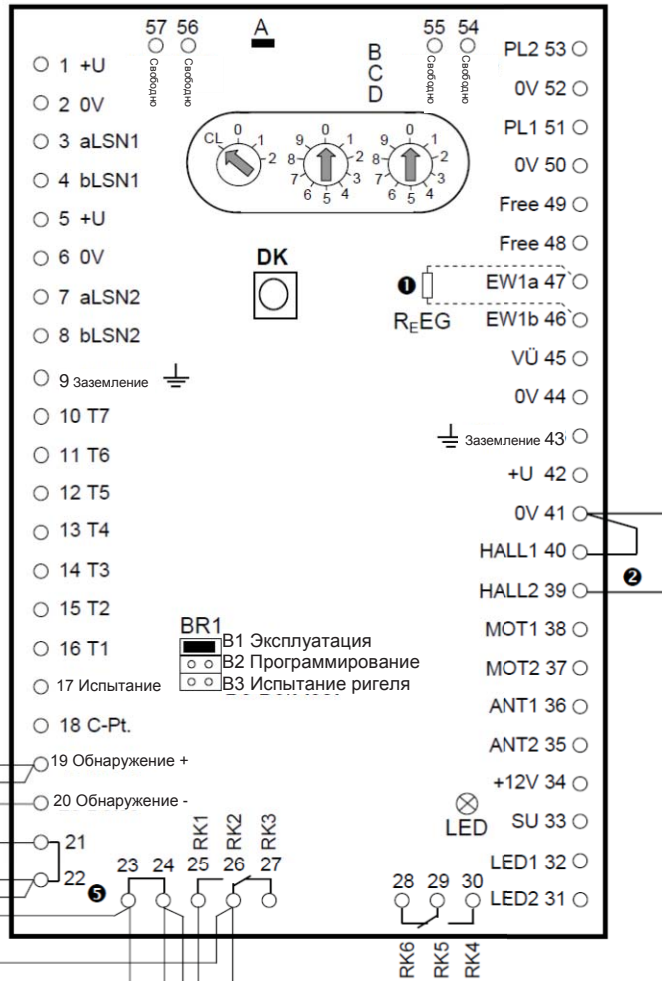 57 56 A 55 54
Свободно Свободно Свободно Свободно
B
C
D
1 +U
2 0V
3 aLSN1
4 bLSN1
5 +U
6 0V
7 aLSN2
8 bLSN2
9 Заземление
10 T7
11 T6
12 T5
13 T4
14 T3
15 T2
16 T1
17 Испытание
18 C-Pt.
19 Обнаружение +
20 Обнаружение -
21
22
❺
CL 0 1 2
0 1 2 3 4 5 6 7 8 9
0 1 2 3 4 5 6 7 8 9
DK
❶
REEG
BR1
B1 Эксплуатация
B2 Программирование
B3 Испытание ригеля
RK1 RK2 RK3
23 24 25 26 27
LED
28 29 30
RK6 RK5 RK4
PL2 53
0V 52
PL1 51
0V 50
Free 49
Free 48
EW1a 47
EW1b 46
VÜ 45
0V 44
Заземление 43
+U 42
0V 41
HALL1 40
❷
HALL2 39
MOT1 38
MOT2 37
ANT1 36
ANT2 35
+12V 34
SU 33
LED1 32
LED2 31